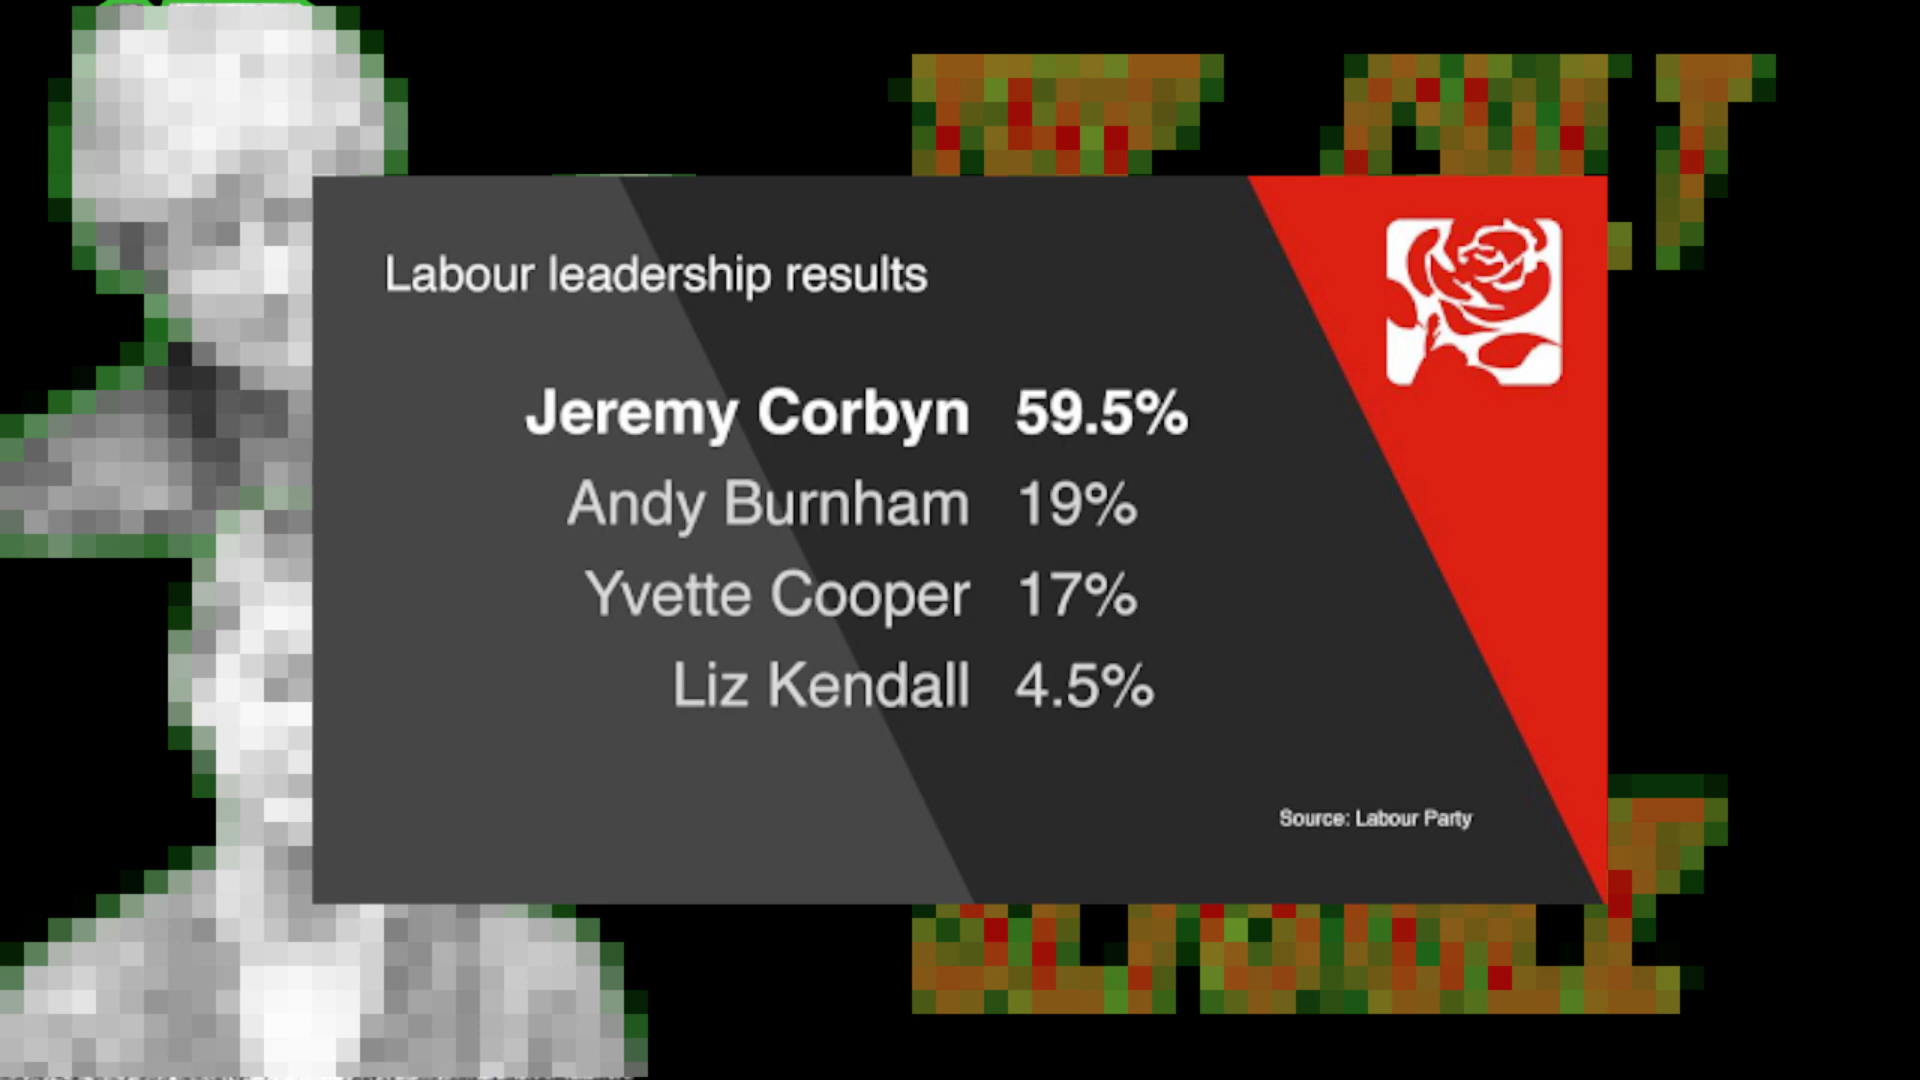 Labour leadership results
Jeremy Corbyn 59.5%
Andy Burnham 19%
Yvette Cooper 17%
Liz Kendall 4.5%
Source: Labour Party